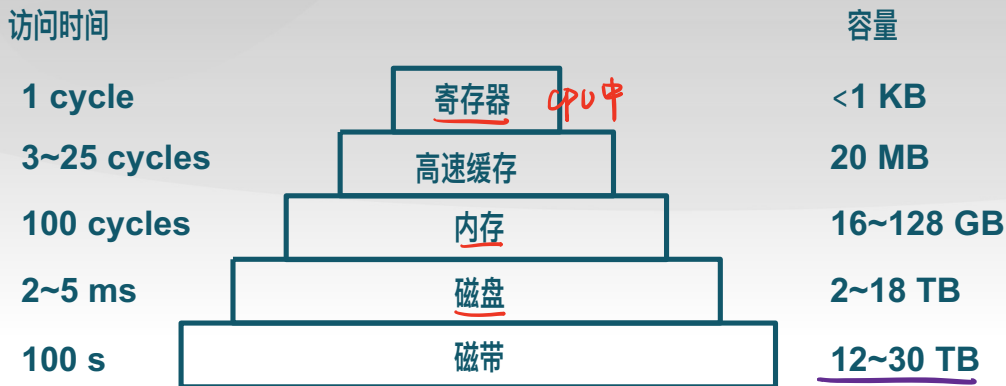 访问时间 容量
1 cycle 寄存器 CPU中 <1 KB
3~25 cycles 高速缓存 20 MB
100 cycles 内存 16~128 GB
2~5 ms 磁盘 2~18 TB
100 s 磁带 12~30 TB